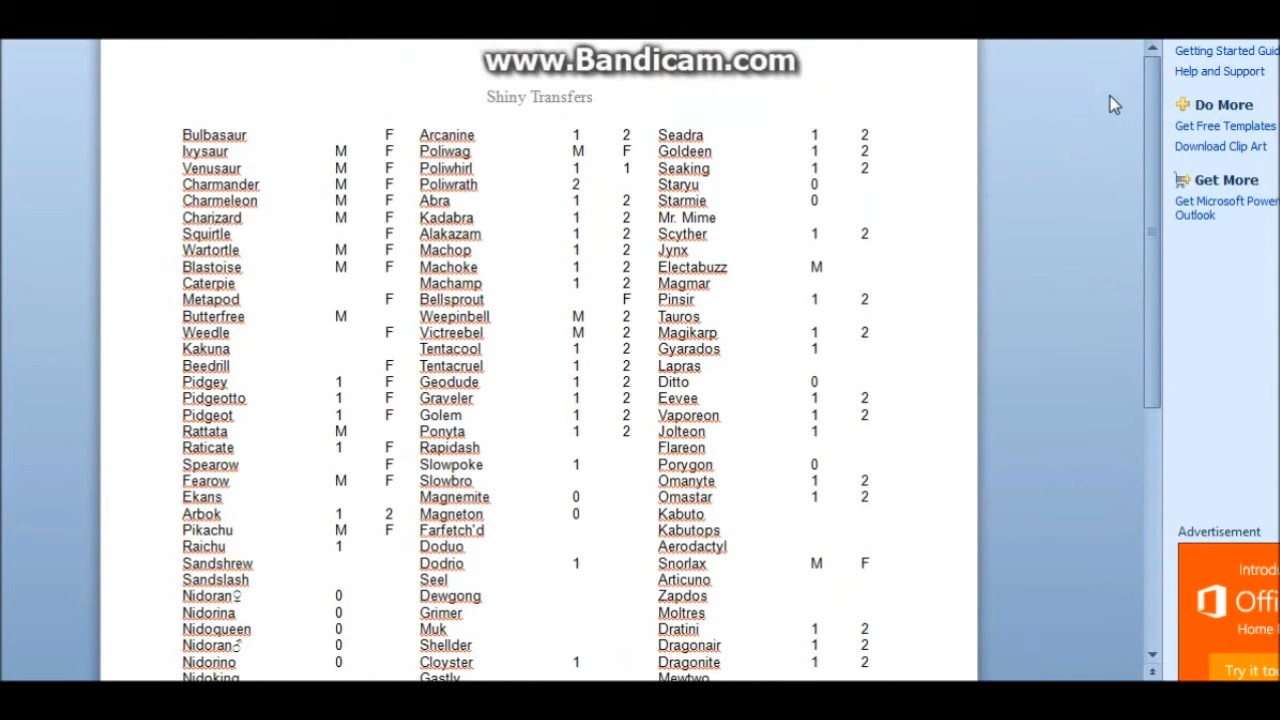 www.Bandicam.com
Shiny Transfers
Bulbasaur F Arcanine 1 2 Seadra 1 2
Ivysaur M F Poliwag M F Goldeen 1 2
Venusaur M F Poliwhirl 1 1 Seaking 1 2
Charmander M F Poliwrath 2 Staryu 0
Charmeleon M F Abra 1 2 Starmie 0
Charizard M F Kadabra 1 2 Mr. Mime
Squirtle F Alakazam 1 2 Scyther 1 2
Wartortle M F Machop 1 2 Jynx
Blastoise M F Machoke 1 2 Electabuzz M
Caterpie Machamp 1 2 Magmar
Metapod F Bellsprout F Pinsir 1 2
Butterfree M Weepinbell M 2 Tauros
Weedle F Victreebel M 2 Magikarp 1 2
Kakuna Tentacool 1 2 Gyarados 1
Beedrill F Tentacruel 1 2 Lapras
Pidgey 1 F Geodude 1 2 Ditto 0
Pidgeotto 1 F Graveler 1 2 Eevee 1 2
Pidgeot 1 F Golem 1 2 Vaporeon 1 2
Rattata M Ponyta 1 2 Jolteon 1
Raticate 1 F Rapidash Flareon
Spearow F Slowpoke 1 Porygon 0
Fearow M F Slowbro Omanyte 1 2
Ekans Magnemite 0 Omastar 1 2
Arbok 1 2 Magneton 0 Kabuto
Pikachu M F Farfetch'd Kabutops
Raichu 1 Doduo Aerodactyl
Sandshrew Dodrio 1 Snorlax M F
Sandslash Seel Articuno
Nidoran♀ 0 Dewgong Zapdos
Nidorina 0 Grimer Moltres
Nidoqueen 0 Muk Dratini 1 2
Nidoran♂ 0 Shellder Dragonair 1 2
Nidorino 0 Cloyster 1 Dragonite 1 2
Nidoking Gastly Mewtwo
Getting Started Guid
Help and Support
Do More
Get Free Templates
Download Clip Art
Get More
Get Microsoft Power
Outlook
Advertisement
Introdu
Offi
Home
Try it to